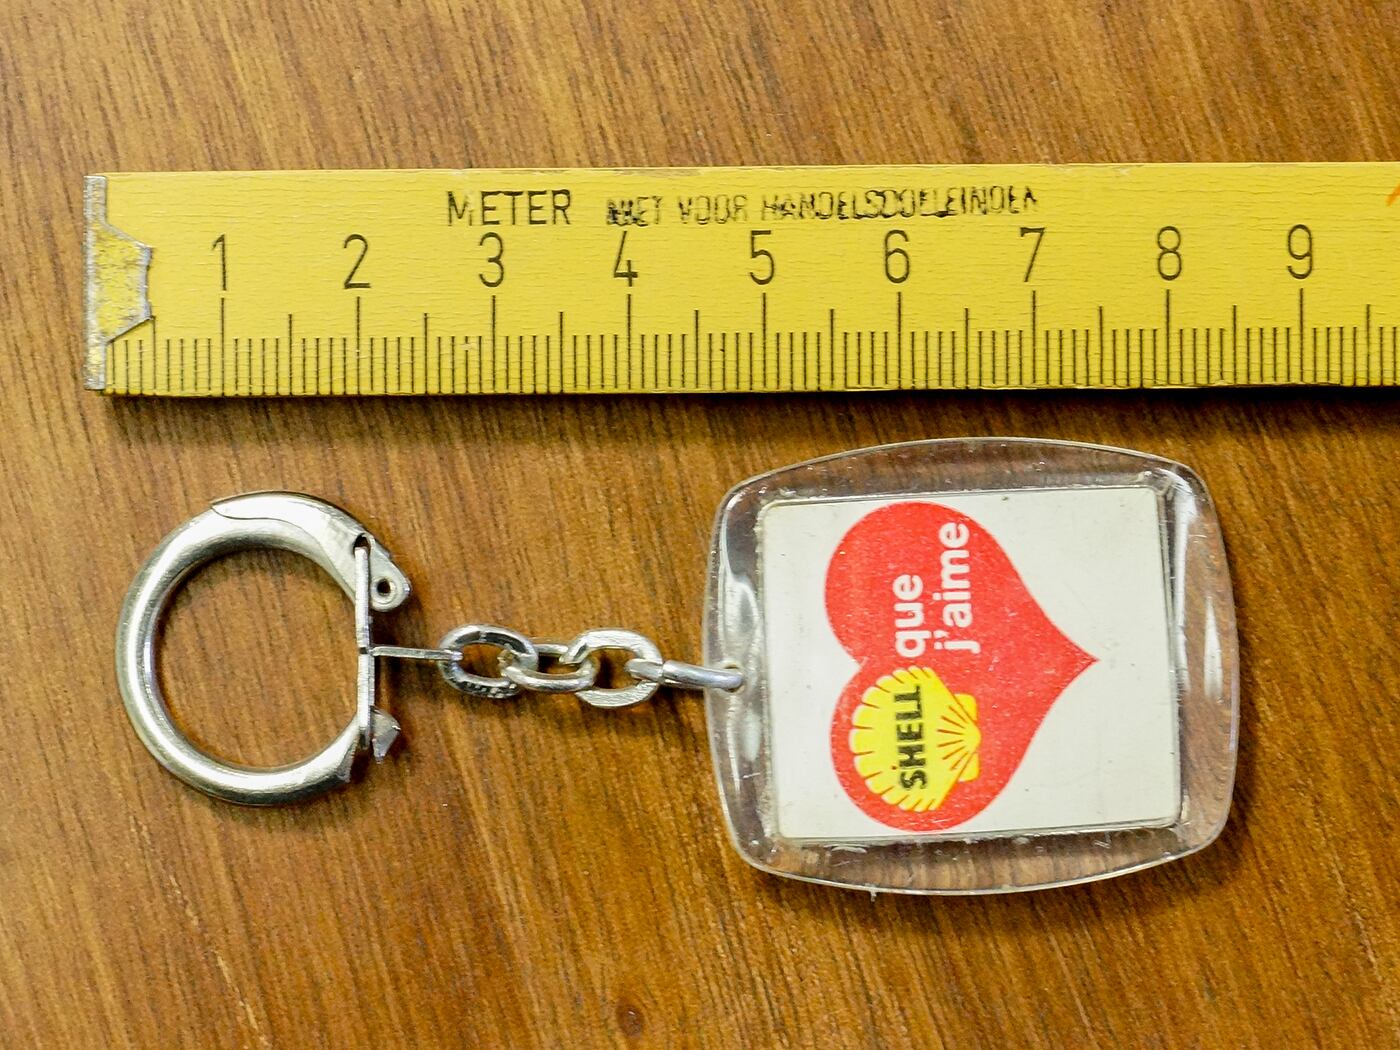 METER NIET VOOR HANDELSDOELEINDEN
1 2 3 4 5 6 7 8 9
SHELL que
j'aime